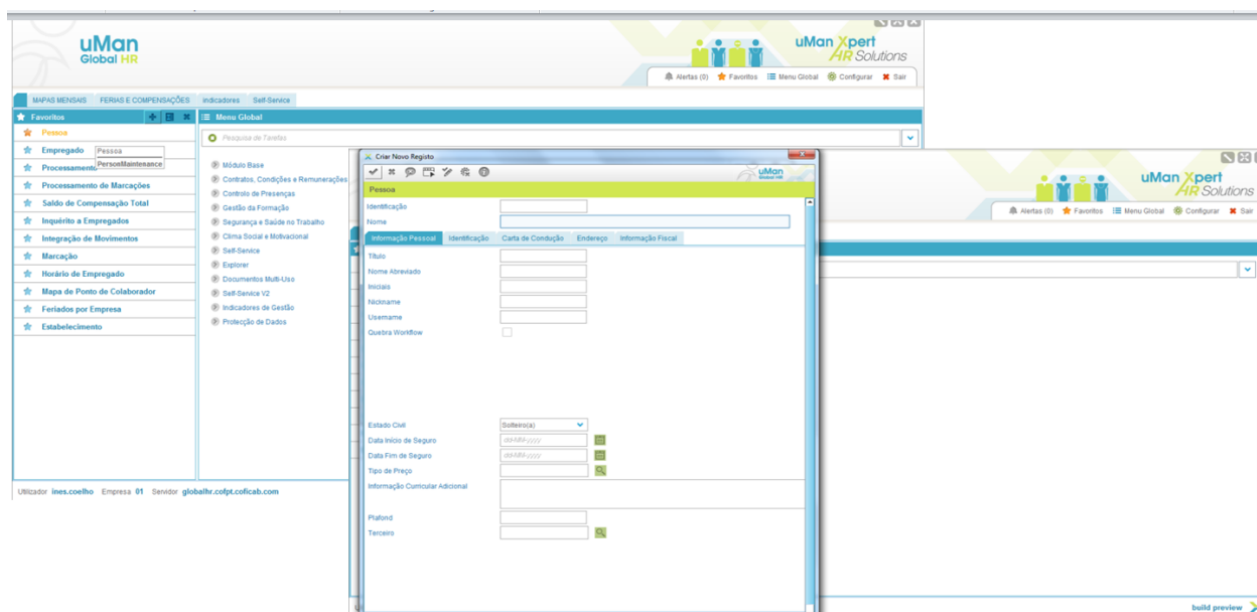 uMan
Global HR
uMan Xpert
HR Solutions
Alertas (0) Favoritos Menu Global Configurar Sair
MAPAS MENSAIS FERIAS E COMPENSAÇÕES Indicadores Self-Service
Favoritos
Pessoa
Empregado
Pessoa
PersonMaintenance
Processamento de Marcações
Saldo de Compensação Total
Inquérito a Empregados
Integração de Movimentos
Marcação
Horário de Empregado
Mapa de Ponto de Colaborador
Feriados por Empresa
Estabelecimento
Menu Global
Pesquisa de Tarefas
Módulo Base
Contratos, Condições e Remunerações
Controlo de Presenças
Gestão da Formação
Segurança e Saúde no Trabalho
Clima Social e Motivacional
Self-Service
Explorer
Documentos Multi-Uso
Self-Service V2
Indicadores de Gestão
Protecção de Dados
Utilizador ines.coelho Empresa 01 Servidor globalhr.cofpt.coficab.com
Criar Novo Registo
uMan
Pessoa
Identificação
Nome
Informação Pessoal Identificação Carta de Condução Endereço Informação Fiscal
Título
Nome Abreviado
Iniciais
Nickname
Username
Quebra Workflow
Estado Civil Solteiro(a)
Data Início de Seguro dd-MM-yyyy
Data Fim de Seguro dd-MM-yyyy
Tipo de Preço
Informação Curricular Adicional
Plafond
Terceiro
uMan Xpert
HR Solutions
Alertas (0) Favoritos Menu Global Configurar Sair
build preview